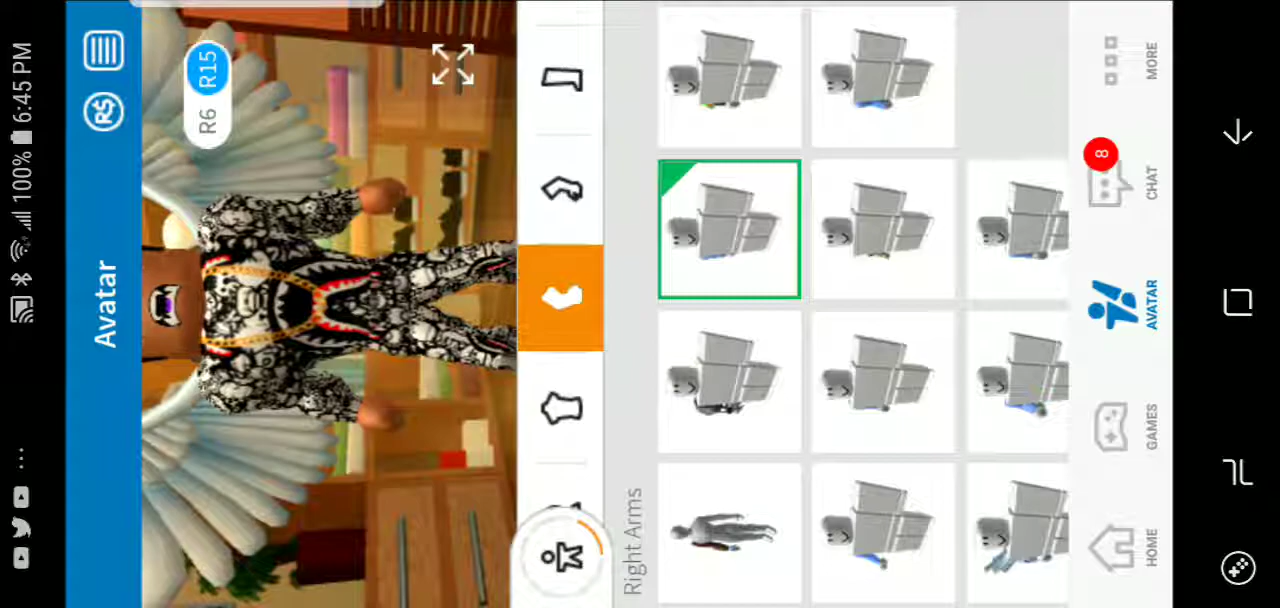 6:45 PM
100%
Avatar
R$
R6 R15
Right Arms
HOME
GAMES
AVATAR
CHAT
8
MORE